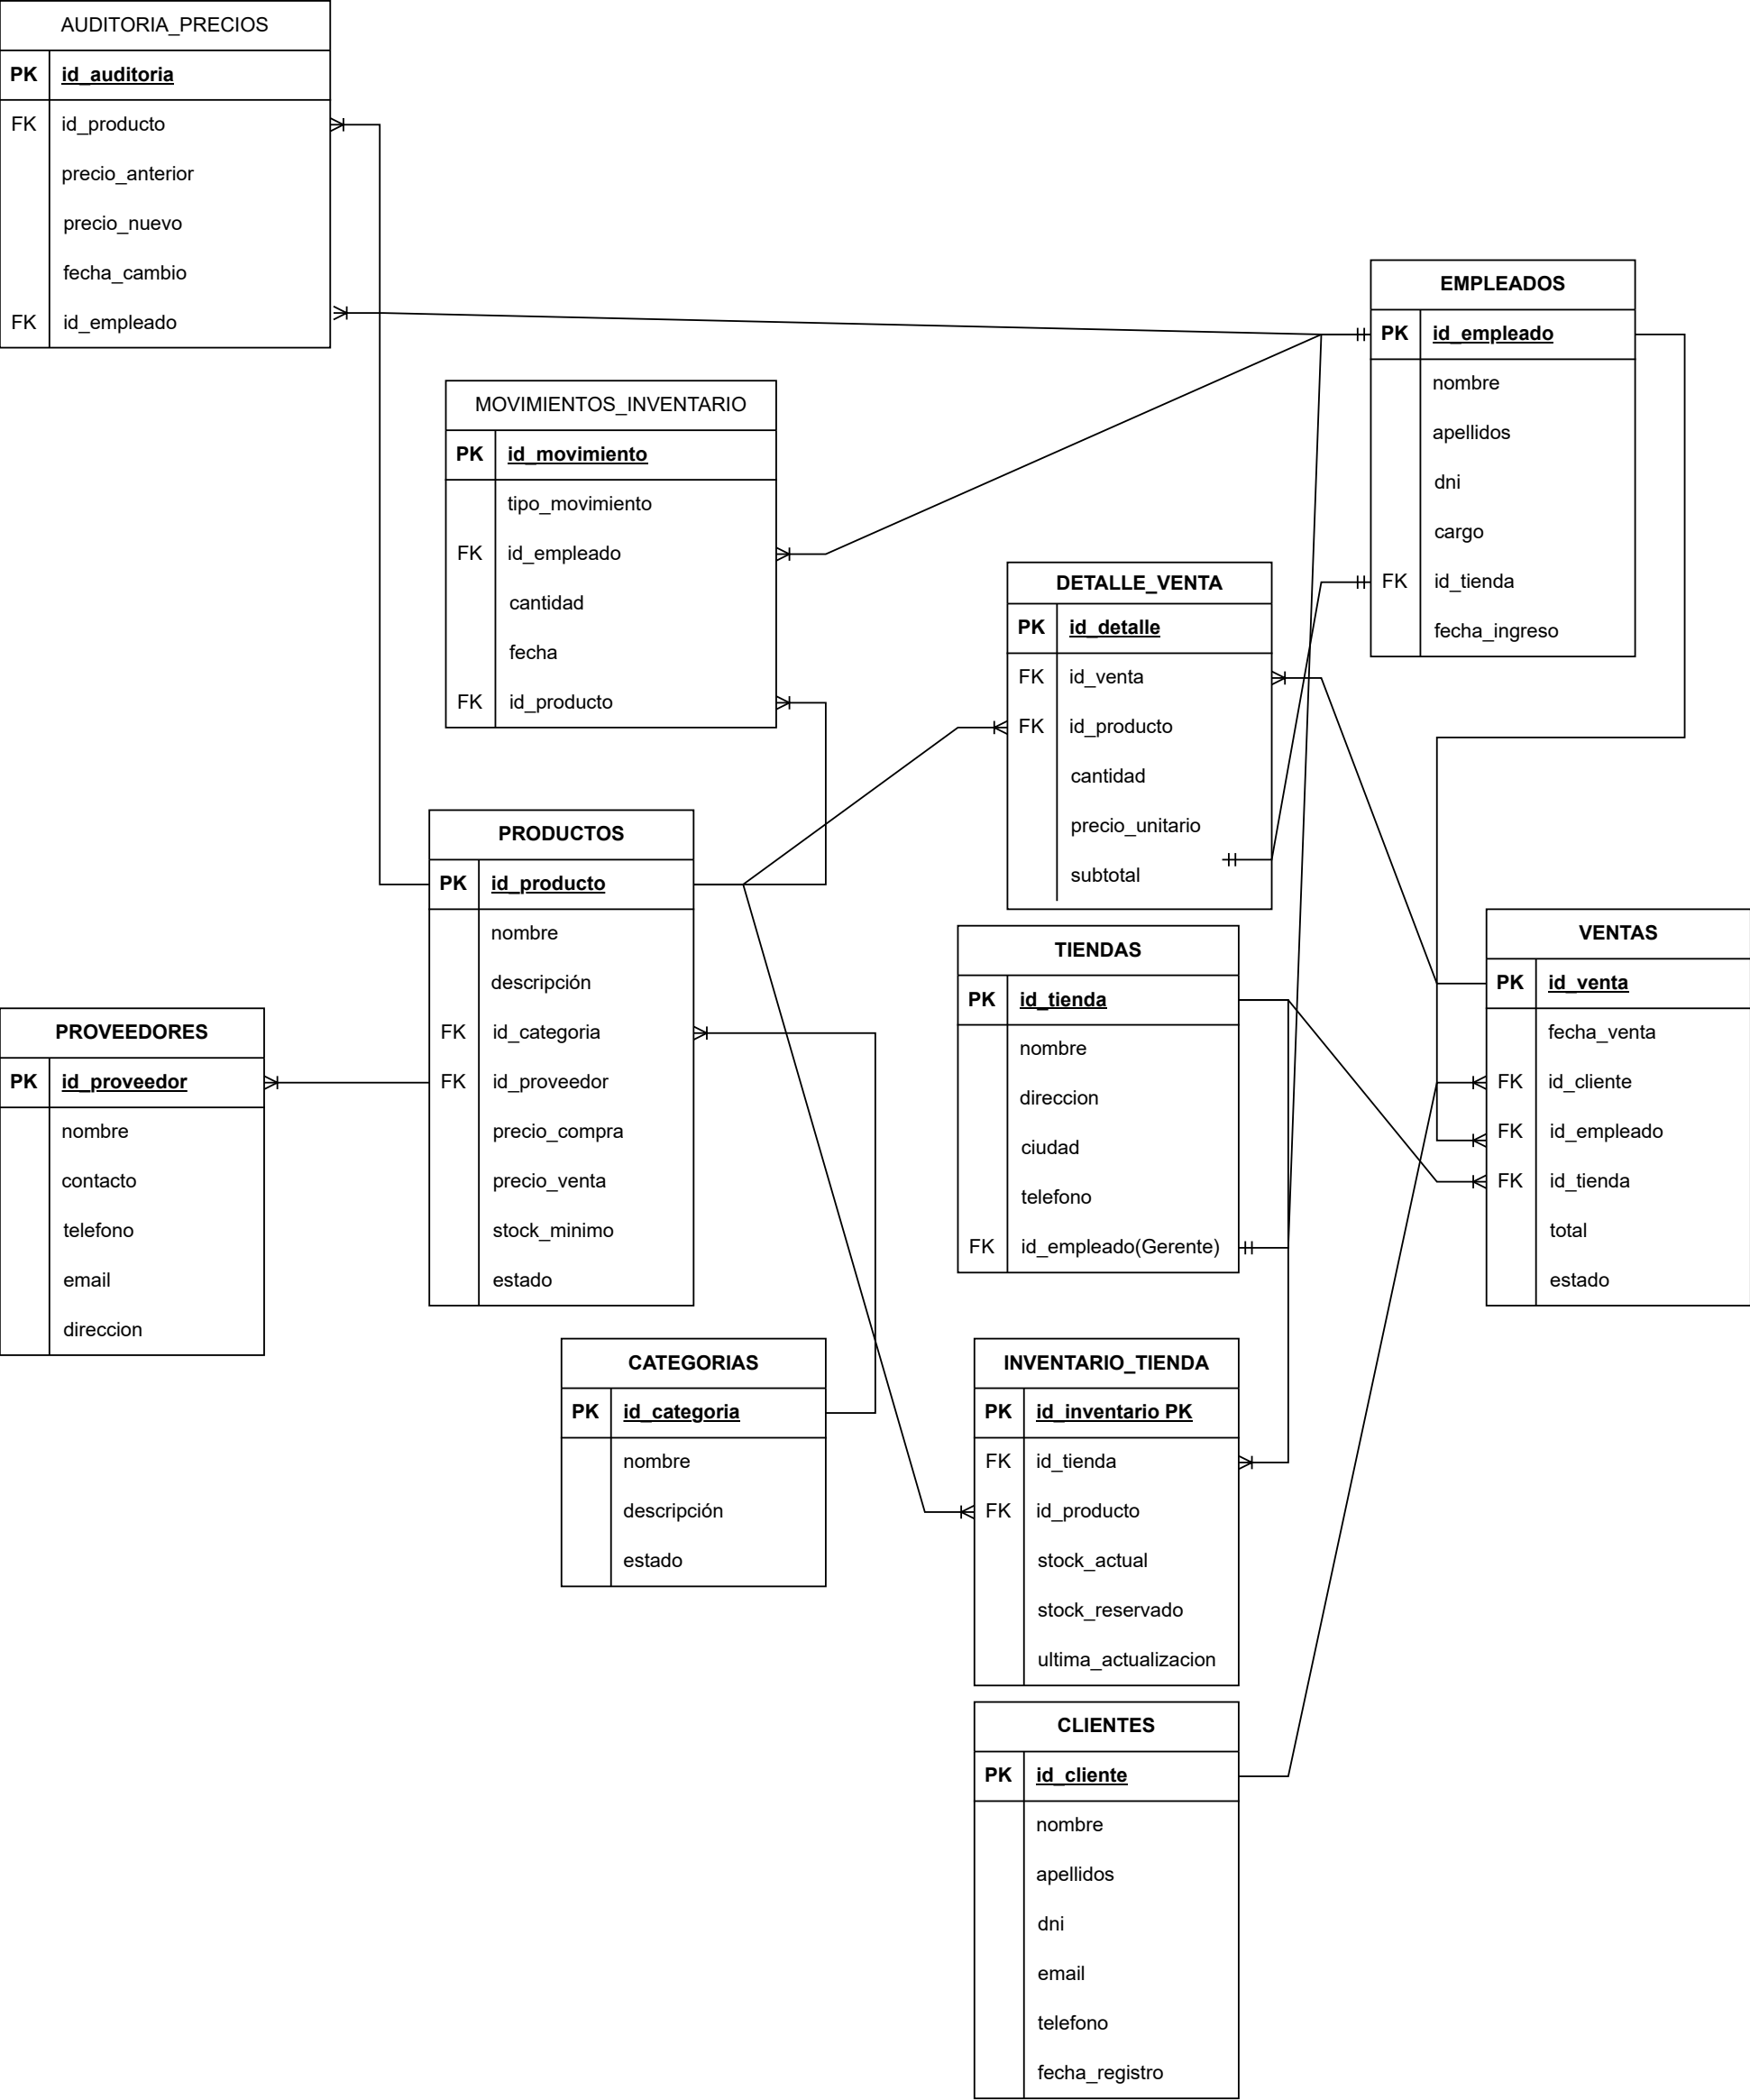 AUDITORIA_PRECIOS
PK id_auditoria
FK id_producto
precio_anterior
precio_nuevo
fecha_cambio
FK id_empleado
EMPLEADOS
PK id_empleado
nombre
apellidos
dni
cargo
FK id_tienda
fecha_ingreso
MOVIMIENTOS_INVENTARIO
PK id_movimiento
tipo_movimiento
FK id_empleado
cantidad
fecha
FK id_producto
DETALLE_VENTA
PK id_detalle
FK id_venta
FK id_producto
cantidad
precio_unitario
subtotal
PRODUCTOS
PK id_producto
nombre
descripción
FK id_categoria
FK id_proveedor
precio_compra
precio_venta
stock_minimo
estado
VENTAS
PK id_venta
fecha_venta
FK id_cliente
FK id_empleado
FK id_tienda
total
estado
TIENDAS
PK id_tienda
nombre
direccion
ciudad
telefono
FK id_empleado(Gerente)
PROVEEDORES
PK id_proveedor
nombre
contacto
telefono
email
direccion
CATEGORIAS
PK id_categoria
nombre
descripción
estado
INVENTARIO_TIENDA
PK id_inventario PK
FK id_tienda
FK id_producto
stock_actual
stock_reservado
ultima_actualizacion
CLIENTES
PK id_cliente
nombre
apellidos
dni
email
telefono
fecha_registro